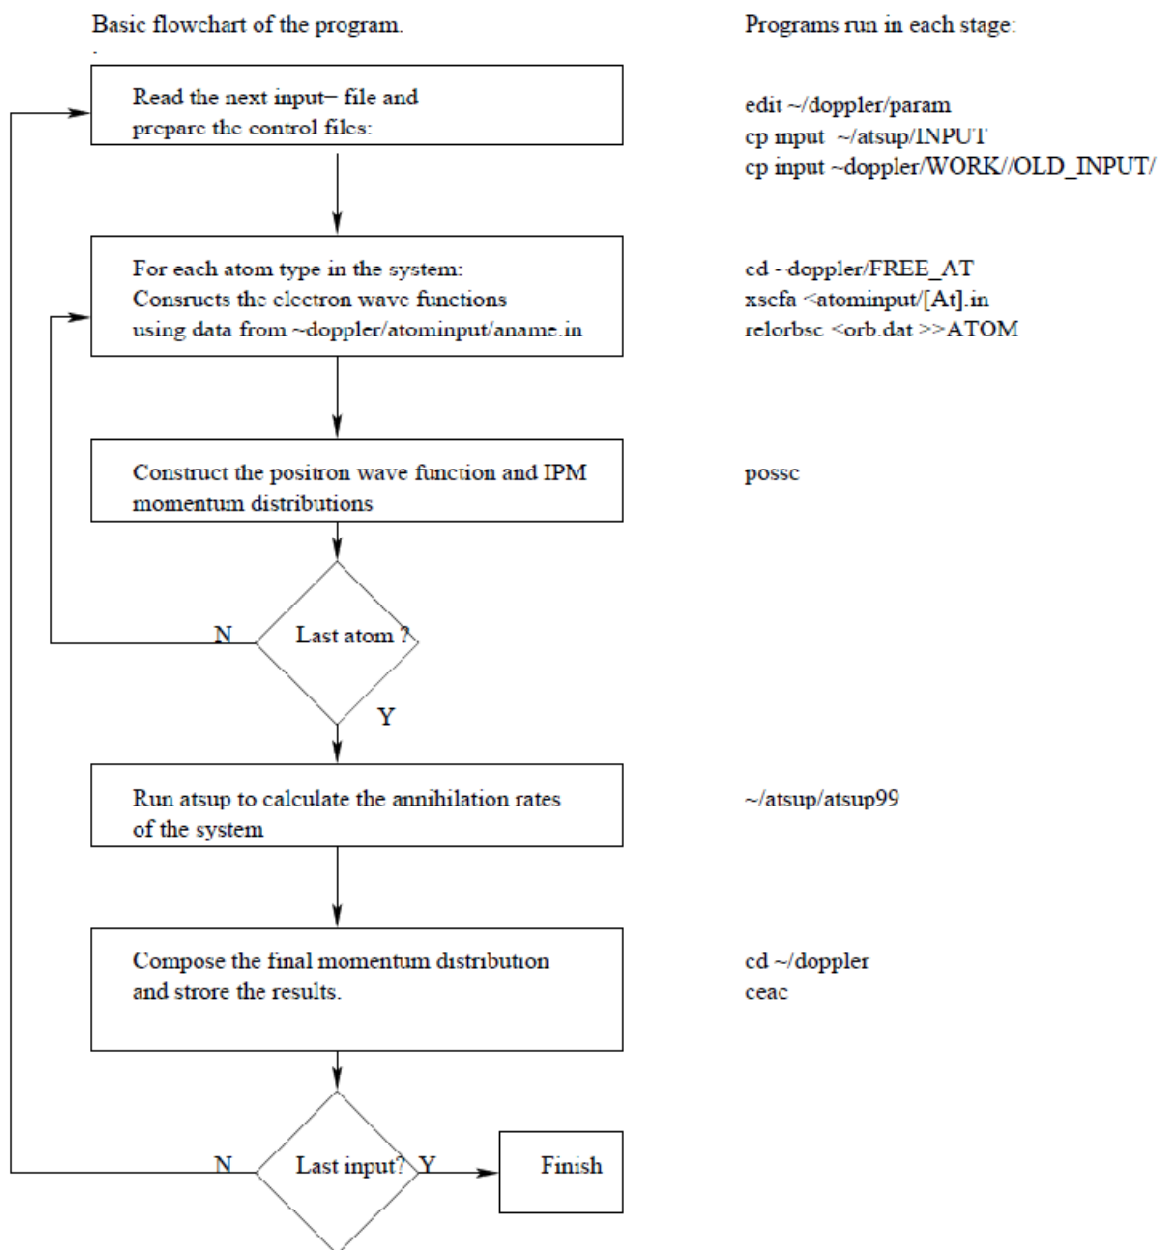 Basic flowchart of the program.
Programs run in each stage:
.
Read the next input– file and
prepare the control files:
edit ~/doppler/param
cp input ~/atsup/INPUT
cp input ~doppler/WORK//OLD_INPUT/
For each atom type in the system:
Consructs the electron wave functions
using data from ~doppler/atominput/aname.in
cd ~doppler/FREE_AT
xscfa <atominput/[At].in
relorbsc <orb.dat >>ATOM
Construct the positron wave function and IPM
momentum distributions
possc
N
Last atom ?
Y
Run atsup to calculate the annihilation rates
of the system
~/atsup/atsup99
Compose the final momentum distribution
and strore the results.
cd ~/doppler
ceac
N
Last input?
Y
Finish